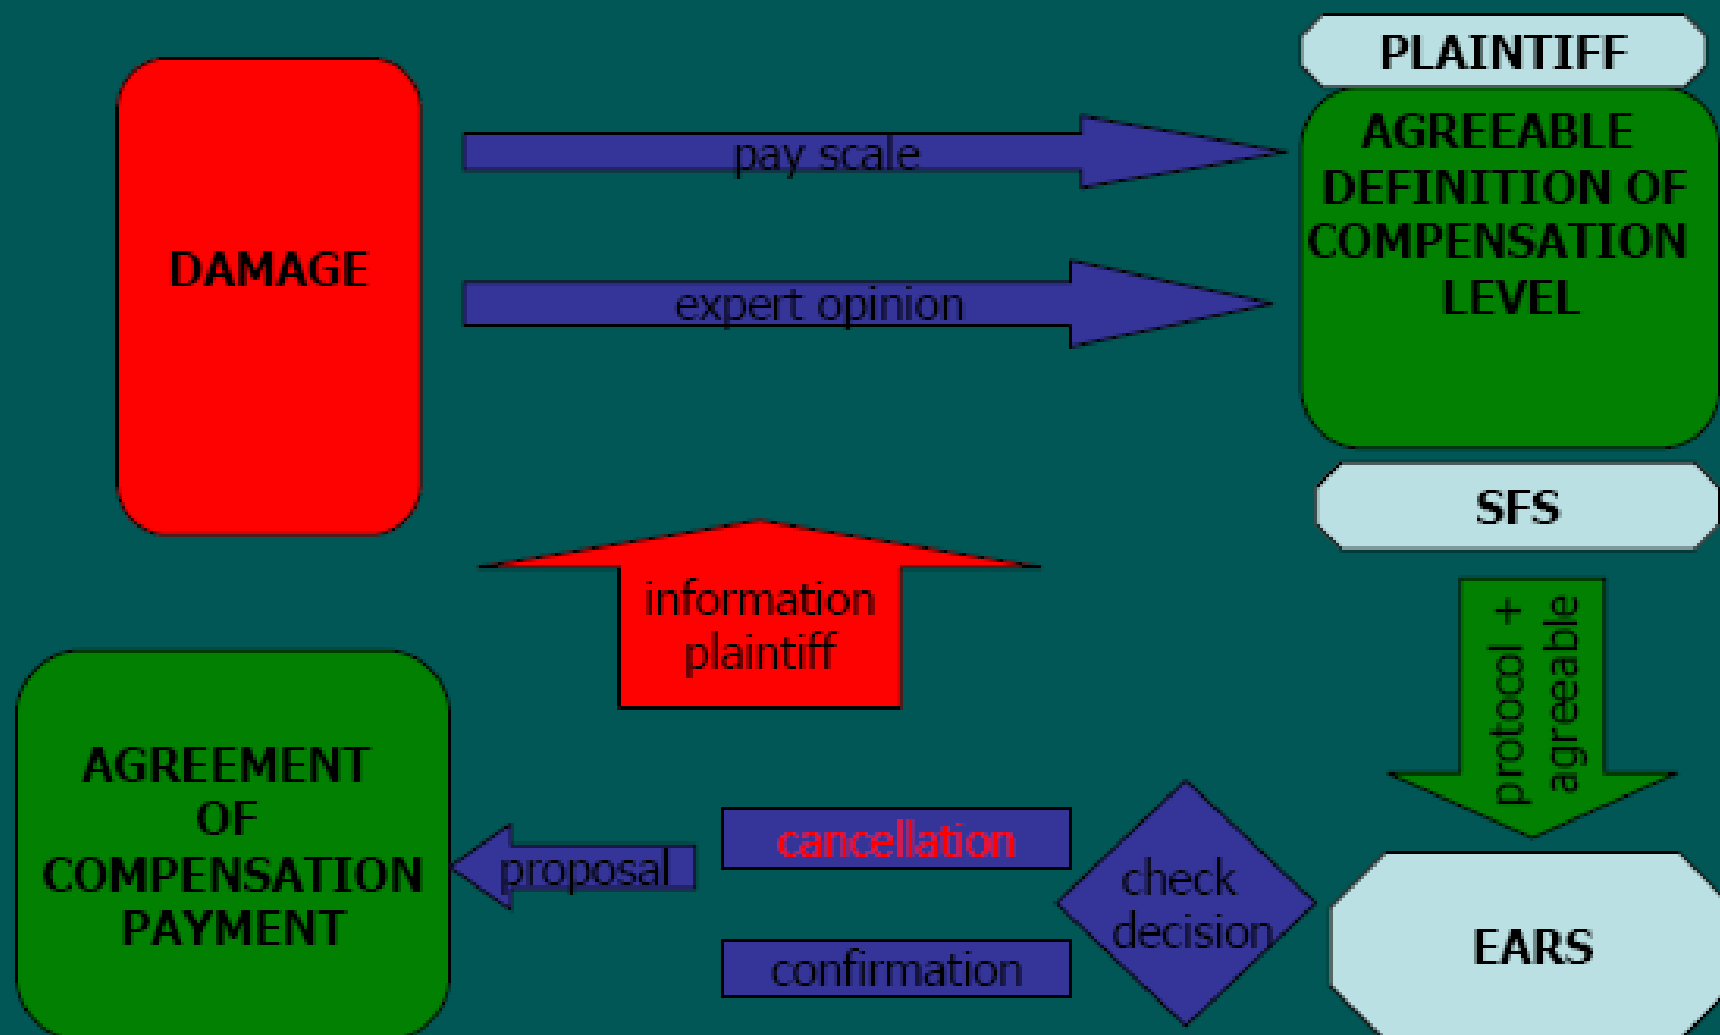 PLAINTIFF
DAMAGE
pay scale
expert opinion
AGREEABLE
DEFINITION OF
COMPENSATION
LEVEL
SFS
information
plaintiff
protocol +
agreeable
AGREEMENT
OF
COMPENSATION
PAYMENT
proposal
cancellation
confirmation
check
decision
EARS